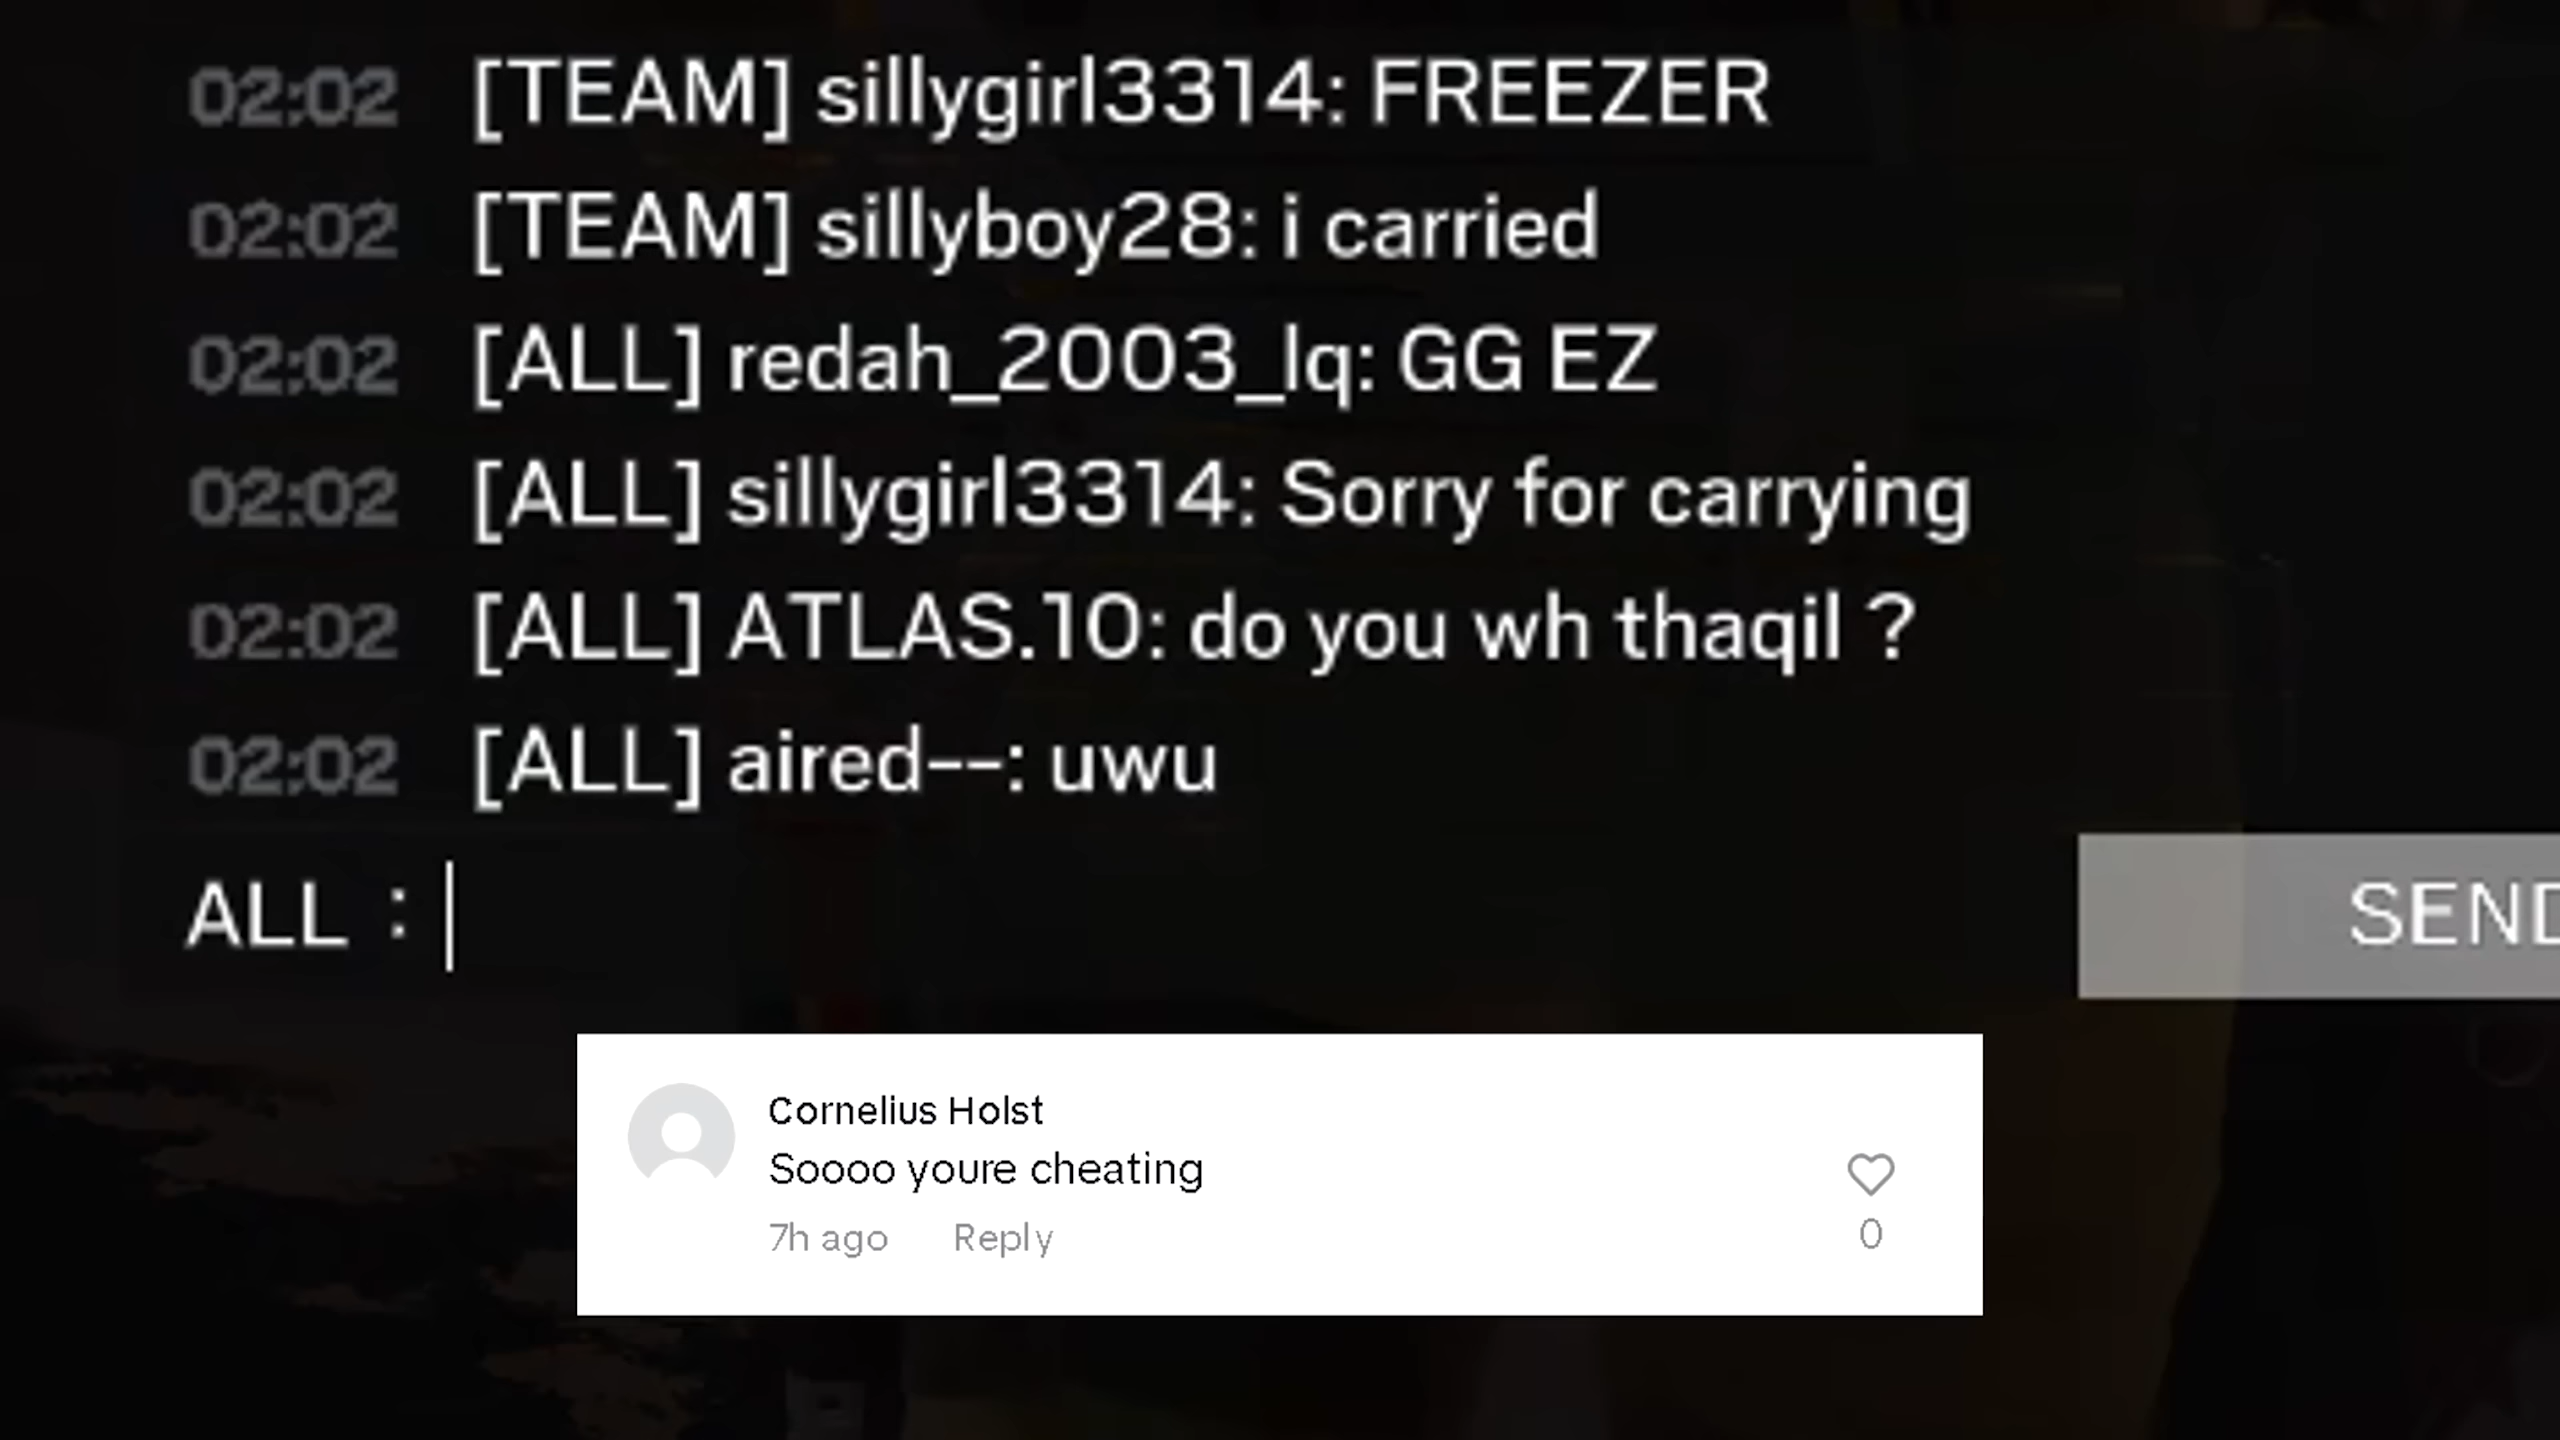 02:02 [TEAM] sillygirl3314: FREEZER
02:02 [TEAM] sillyboy28: i carried
02:02 [ALL] redah_2003_lq: GG EZ
02:02 [ALL] sillygirl3314: Sorry for carrying
02:02 [ALL] ATLAS.10: do you wh thaqil ?
02:02 [ALL] aired--: uwu
ALL : SEND
Cornelius Holst
Soooo youre cheating
7h ago Reply 0